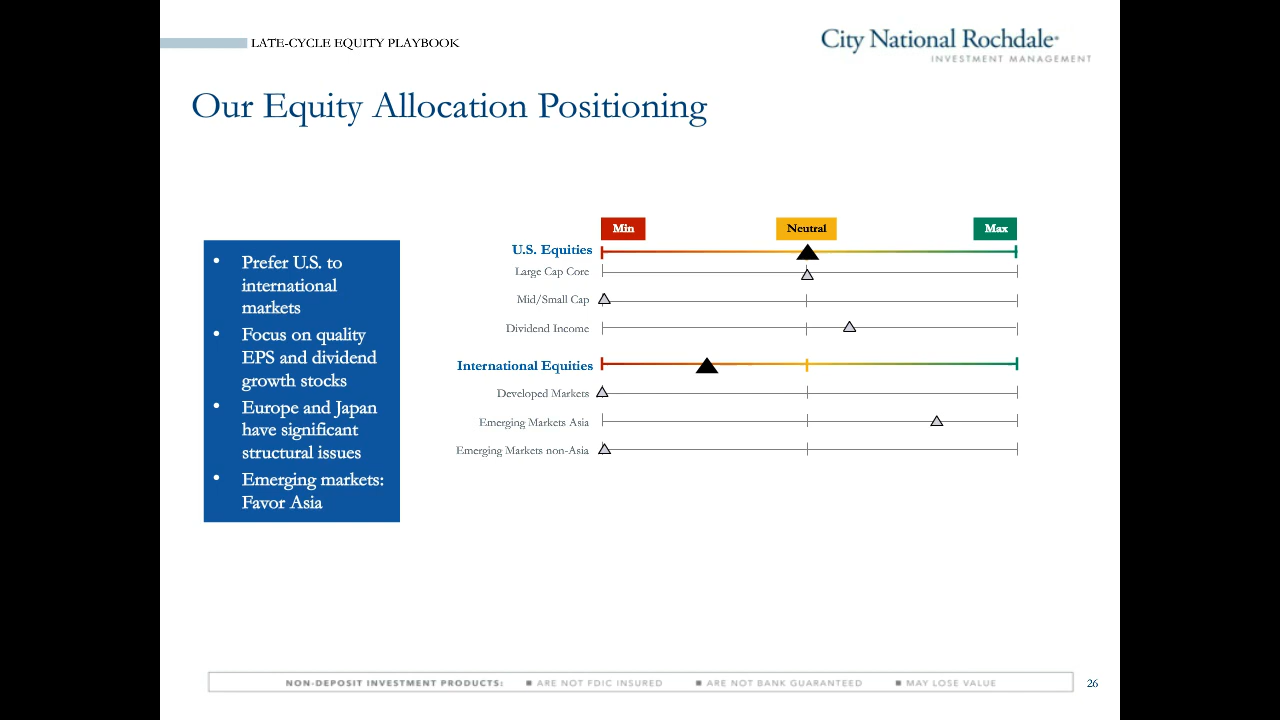 LATE-CYCLE EQUITY PLAYBOOK
City National Rochdale
INVESTMENT MANAGEMENT
Our Equity Allocation Positioning
• Prefer U.S. to
international
markets
• Focus on quality
EPS and dividend
growth stocks
• Europe and Japan
have significant
structural issues
• Emerging markets:
Favor Asia
Min Neutral Max
U.S. Equities
Large Cap Core
Mid/Small Cap
Dividend Income
International Equities
Developed Markets
Emerging Markets Asia
Emerging Markets non-Asia
NON-DEPOSIT INVESTMENT PRODUCTS: ■ ARE NOT FDIC INSURED ■ ARE NOT BANK GUARANTEED ■ MAY LOSE VALUE
26